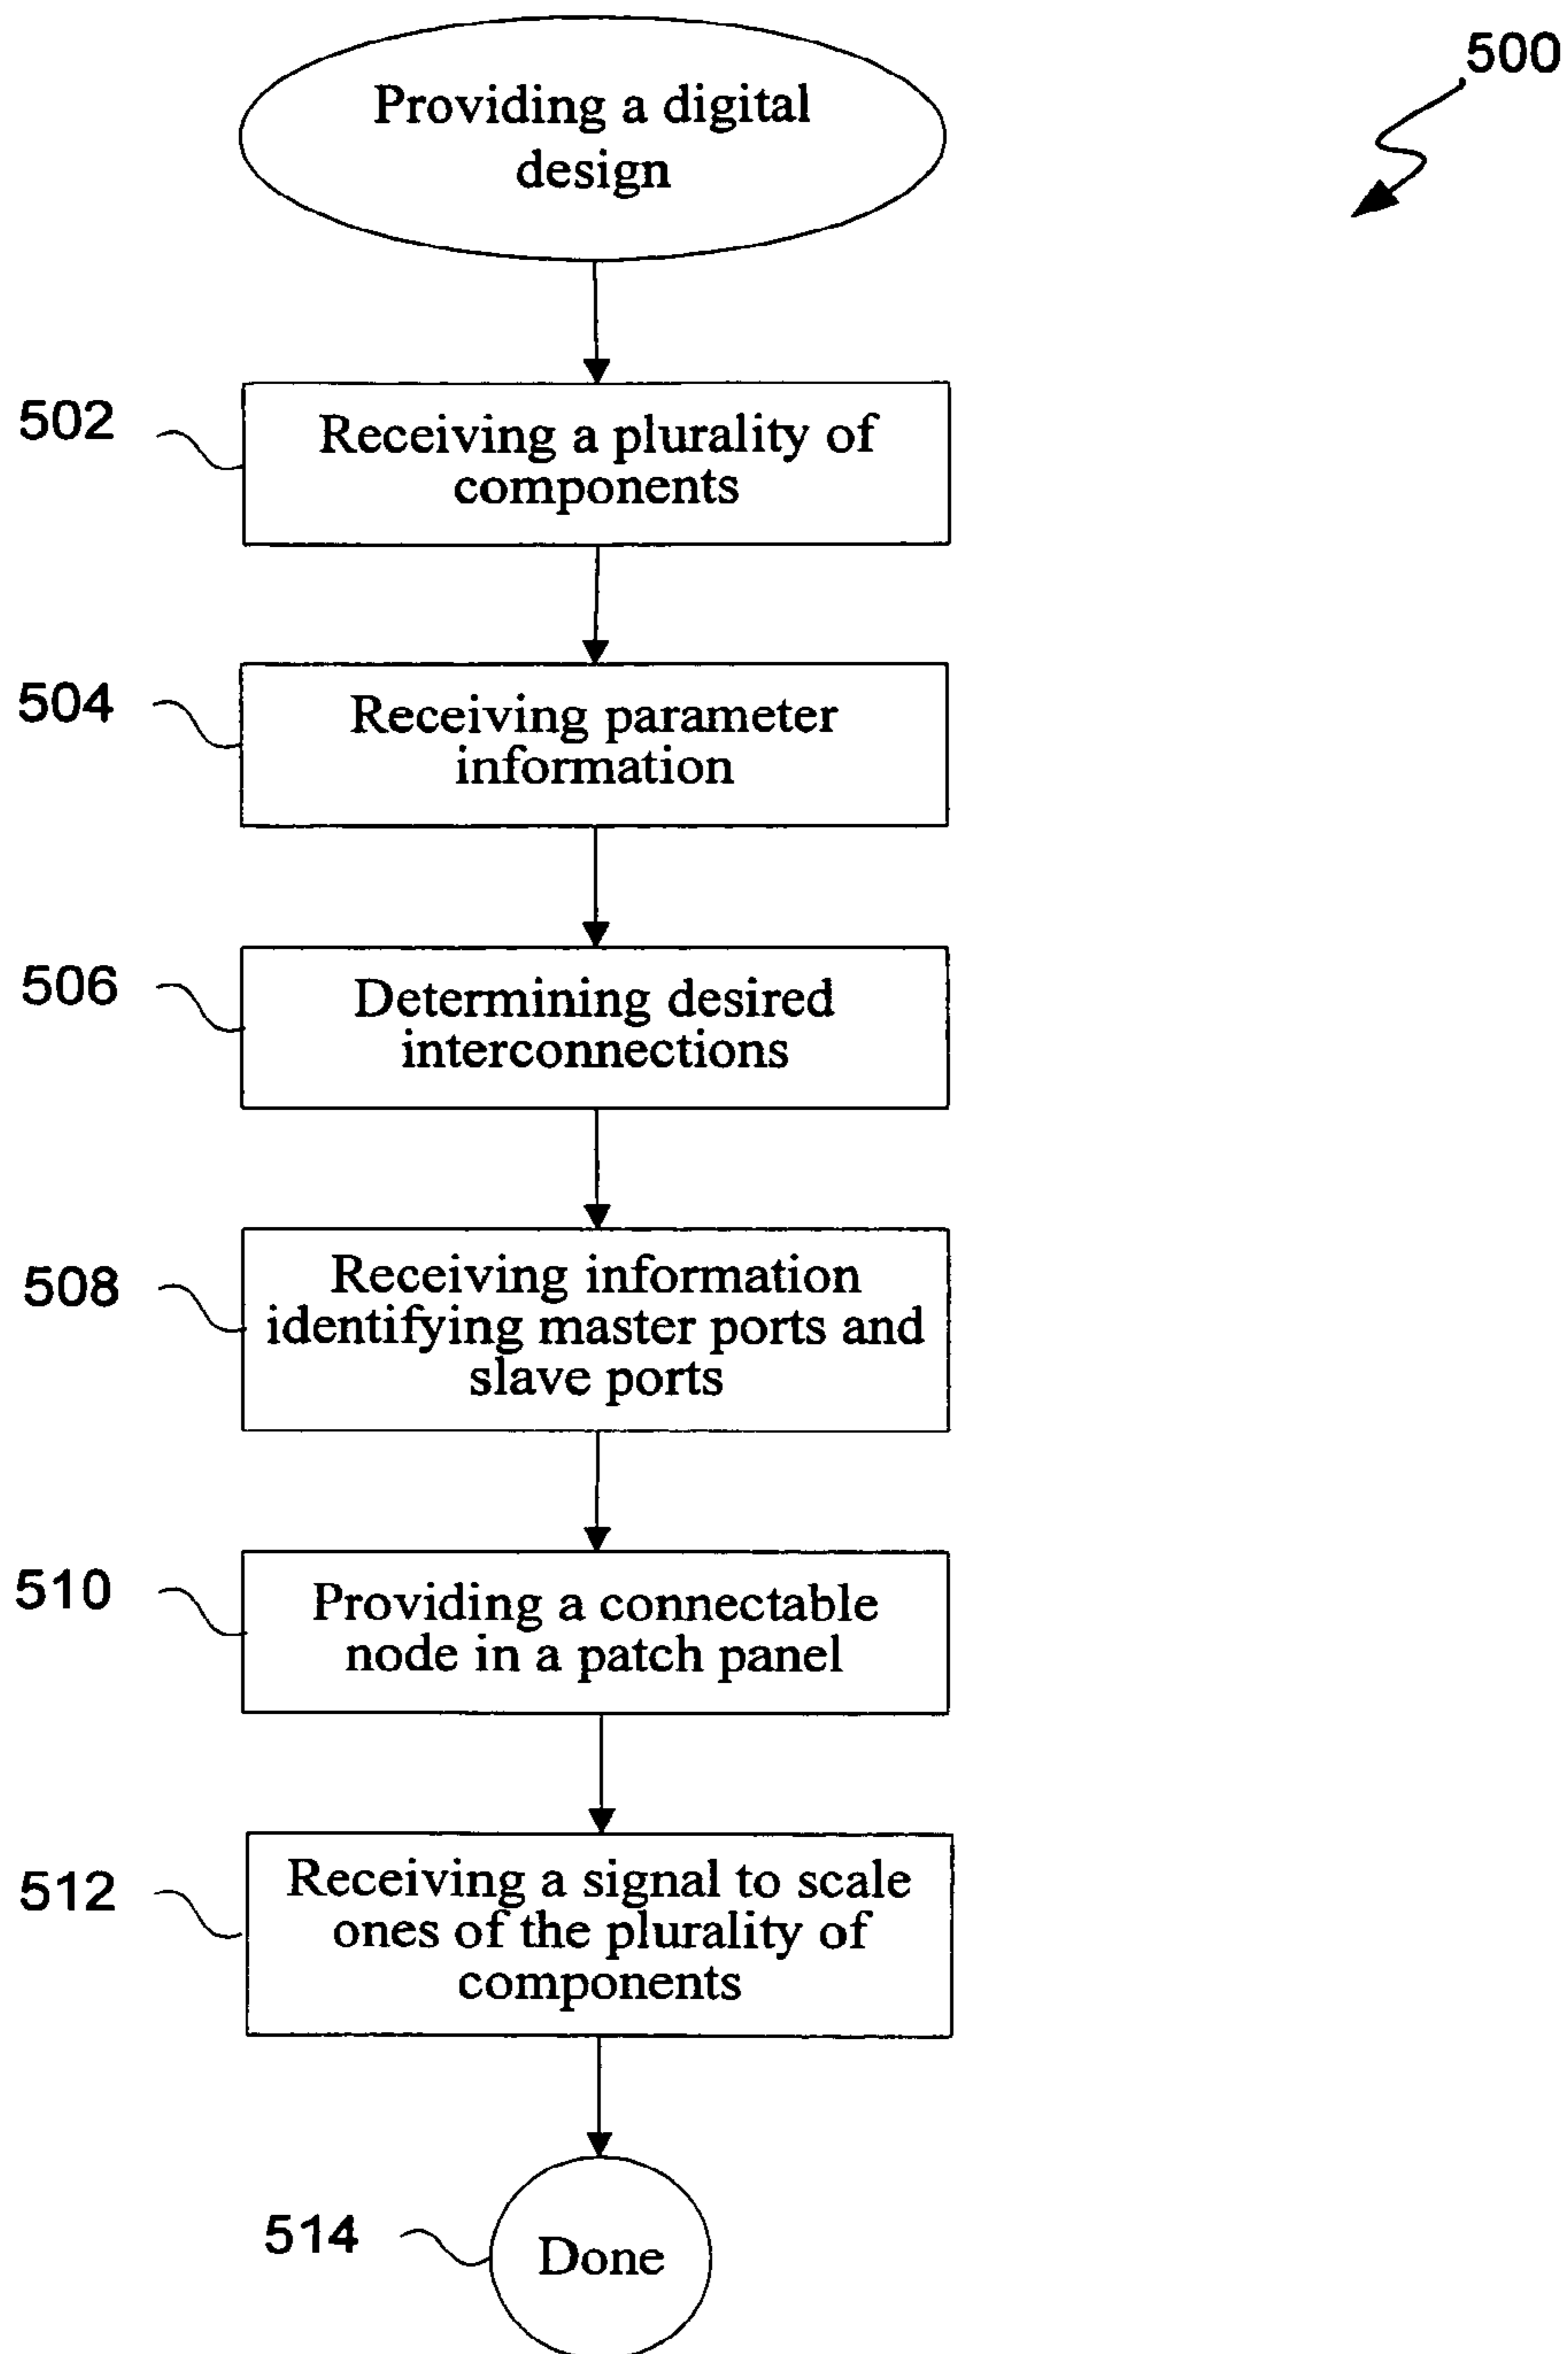 500
Providing a digital
design
502
Receiving a plurality of
components
504
Receiving parameter
information
506
Determining desired
interconnections
508
Receiving information
identifying master ports and
slave ports
510
Providing a connectable
node in a patch panel
512
Receiving a signal to scale
ones of the plurality of
components
514
Done